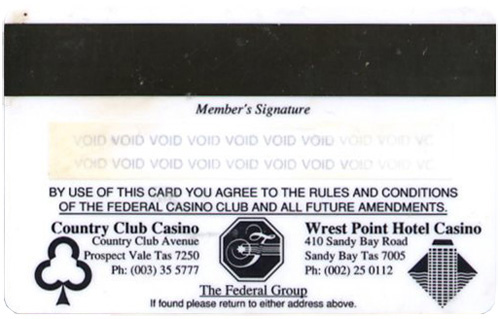 Member's Signature
VOID VOID VOID VOID VOID VOID VOID VOID VOID VO
VOID VOID VOID VOID VOID VOID VOID VOID VOID VO
BY USE OF THIS CARD YOU AGREE TO THE RULES AND CONDITIONS
OF THE FEDERAL CASINO CLUB AND ALL FUTURE AMENDMENTS.
Country Club Casino
Country Club Avenue
Prospect Vale Tas 7250
Ph: (003) 35 5777
The Federal Group
Wrest Point Hotel Casino
410 Sandy Bay Road
Sandy Bay Tas 7005
Ph: (002) 25 0112
If found please return to either address above.